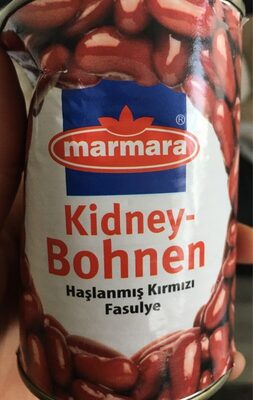 marmara®
Kidney-
Bohnen
Haşlanmış Kırmızı
Fasulye